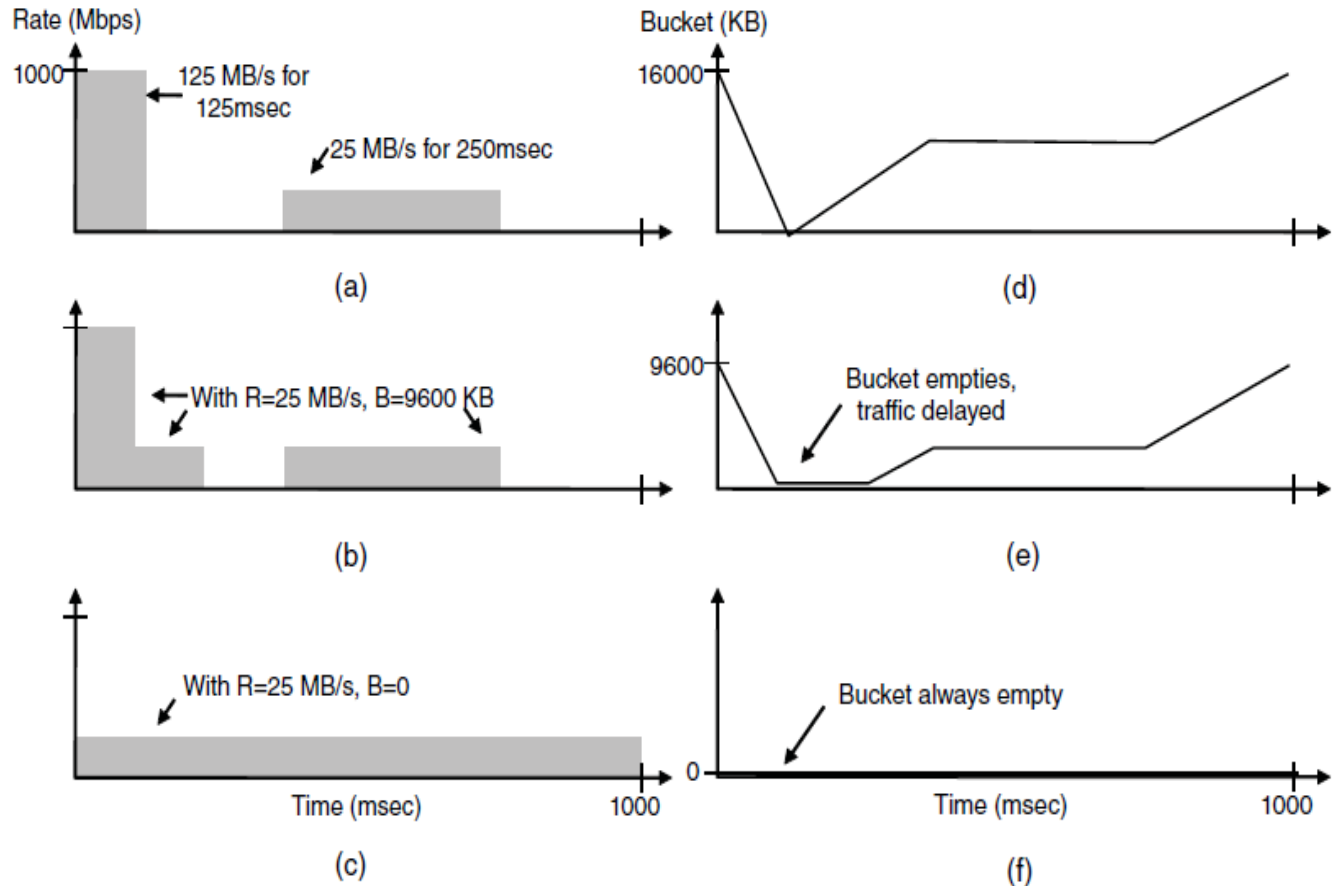 Rate (Mbps)
1000
125 MB/s for
125msec
25 MB/s for 250msec
1000
(a)
Bucket (KB)
16000
1000
(d)
With R=25 MB/s, B=9600 KB
(b)
9600
Bucket empties,
traffic delayed
(e)
With R=25 MB/s, B=0
Time (msec)
1000
(c)
Bucket always empty
0
Time (msec)
1000
(f)